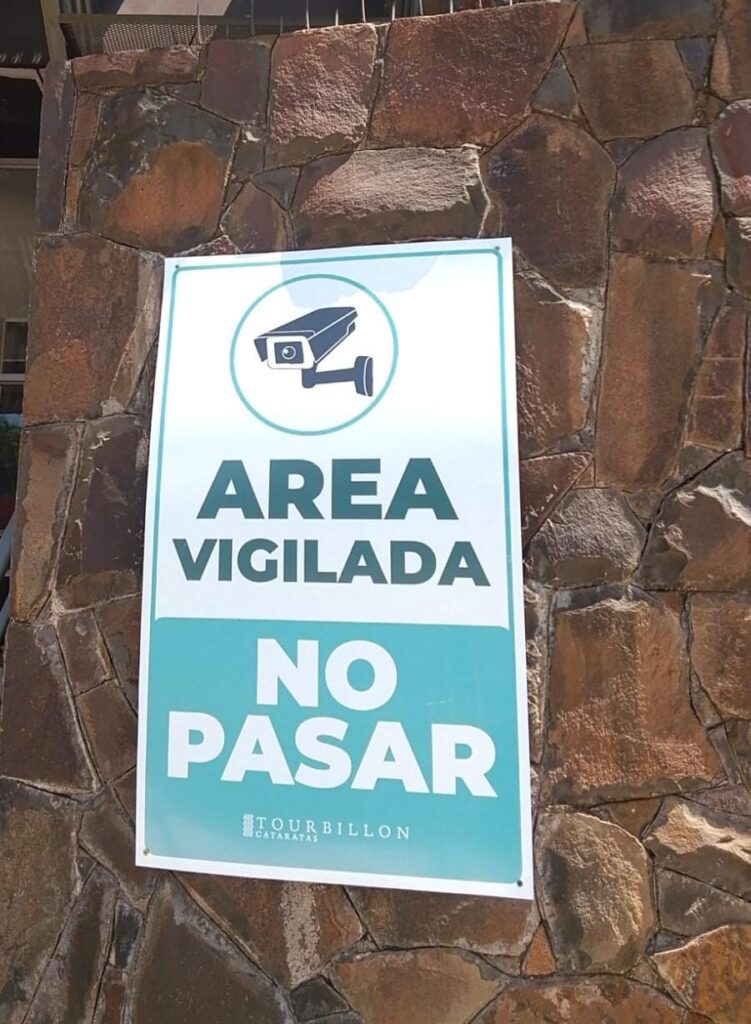 AREA
VIGILADA
NO
PASAR
TOURBILLON
CATARATAS